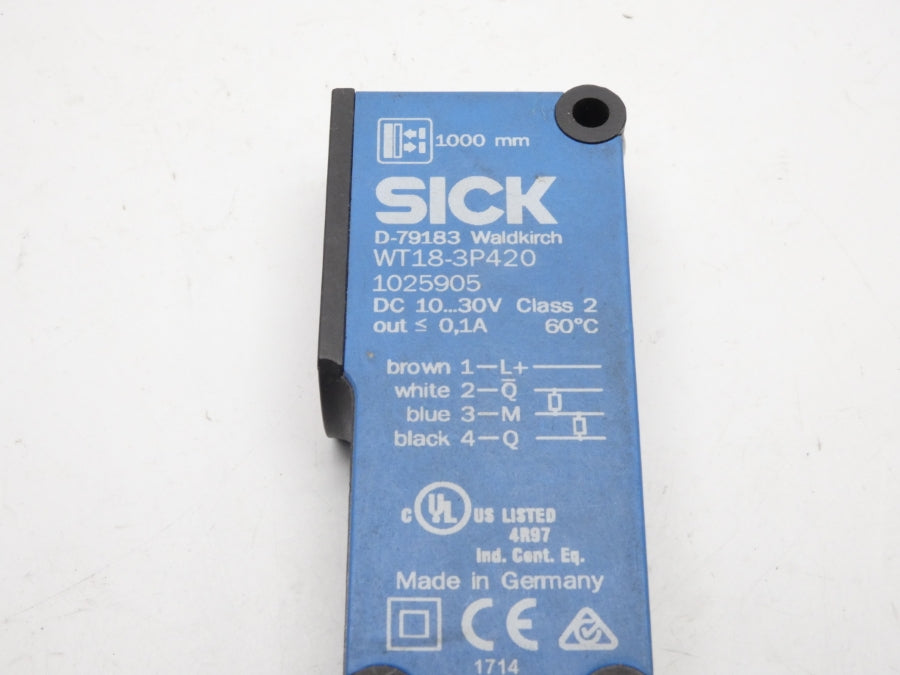 1000 mm
SICK
D-79183 Waldkirch
WT18-3P420
1025905
DC 10...30V Class 2
out ≤ 0,1A 60°C
brown 1—L+
white 2—Q̅
blue 3—M
black 4—Q
C UL US LISTED
4R97
Ind. Cont. Eq.
Made in Germany
CE
1714